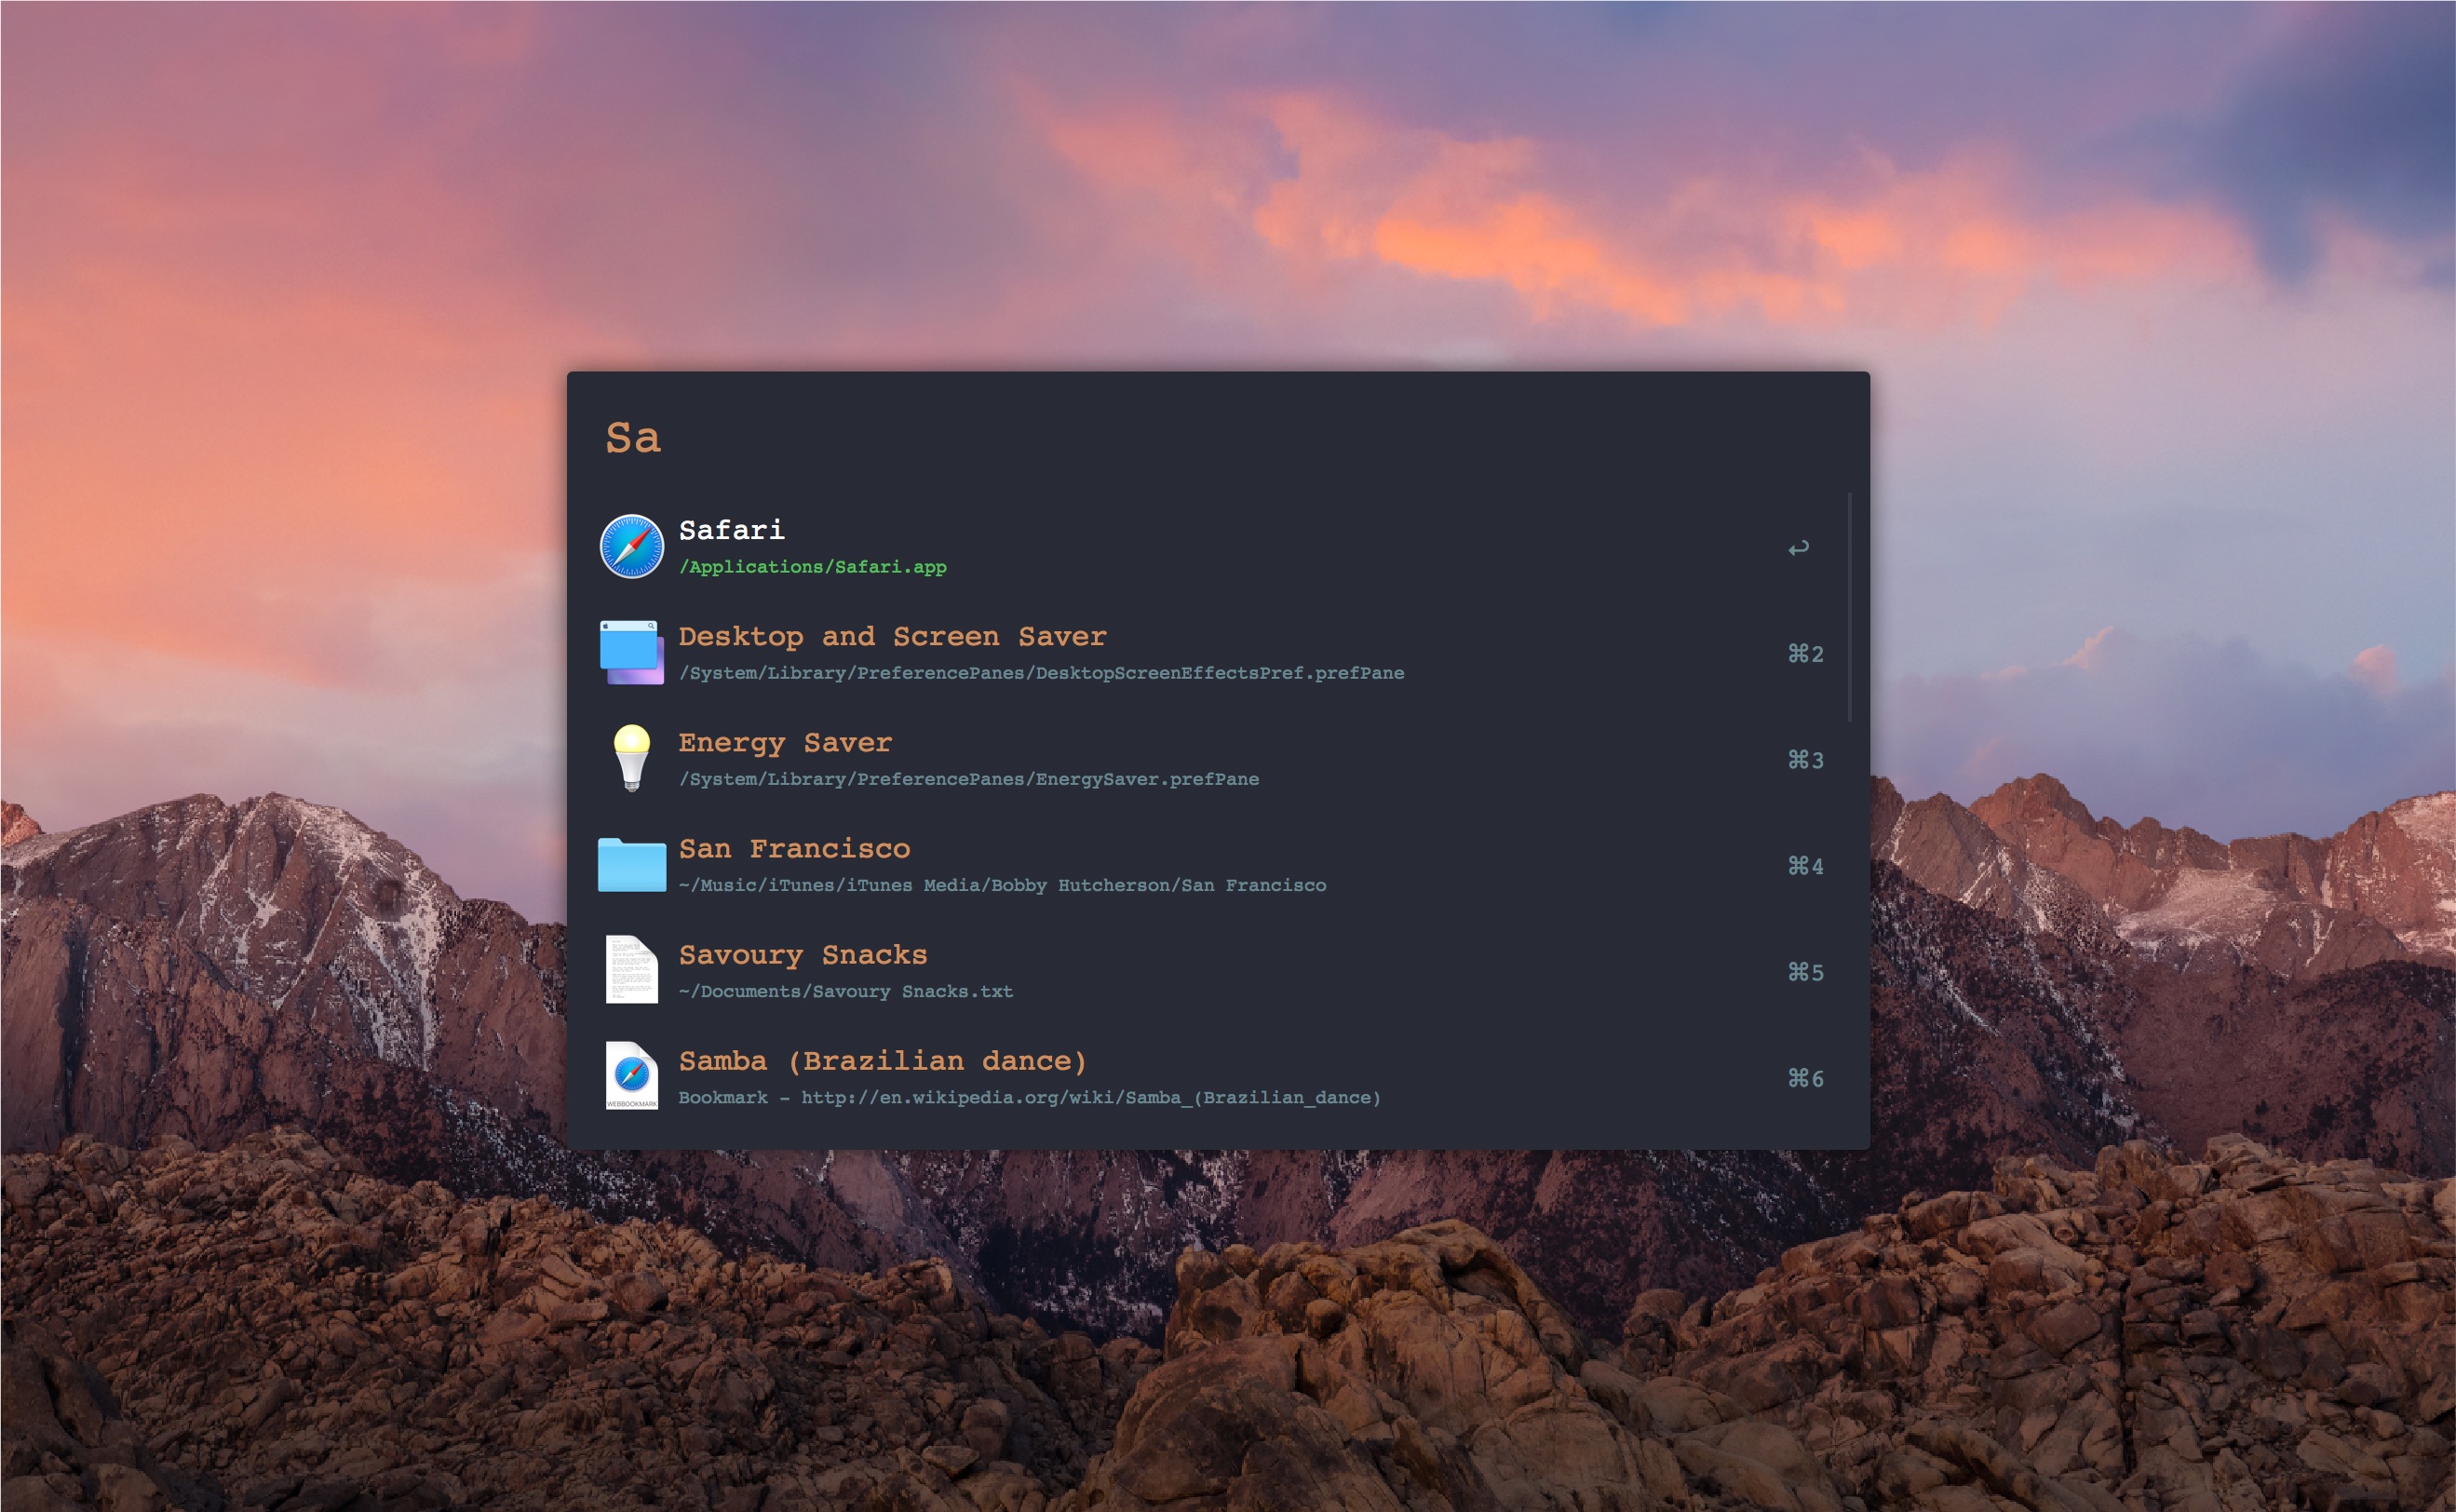 Sa
Safari
/Applications/Safari.app
↩
Desktop and Screen Saver
/System/Library/PreferencePanes/DesktopScreenEffectsPref.prefPane
⌘2
Energy Saver
/System/Library/PreferencePanes/EnergySaver.prefPane
⌘3
San Francisco
~/Music/iTunes/iTunes Media/Bobby Hutcherson/San Francisco
⌘4
Savoury Snacks
~/Documents/Savoury Snacks.txt
⌘5
WEBBOOKMARK
Samba (Brazilian dance)
Bookmark – http://en.wikipedia.org/wiki/Samba_(Brazilian_dance)
⌘6